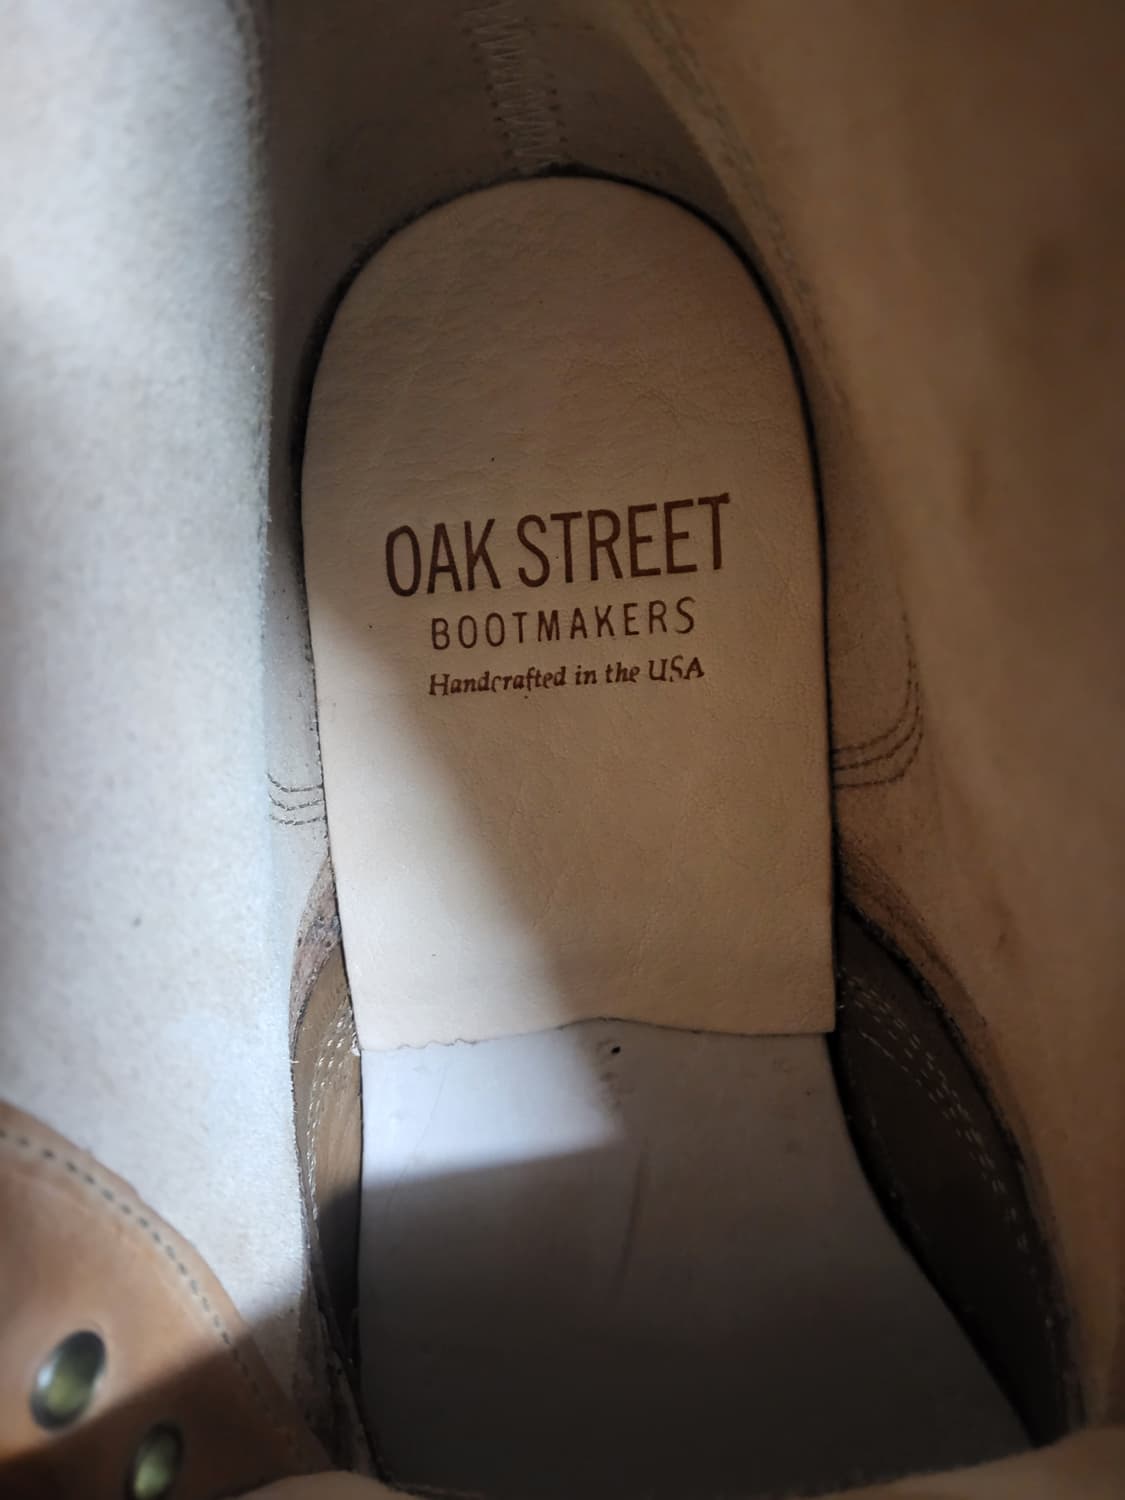 OAK STREET
BOOTMAKERS
Handcrafted in the USA